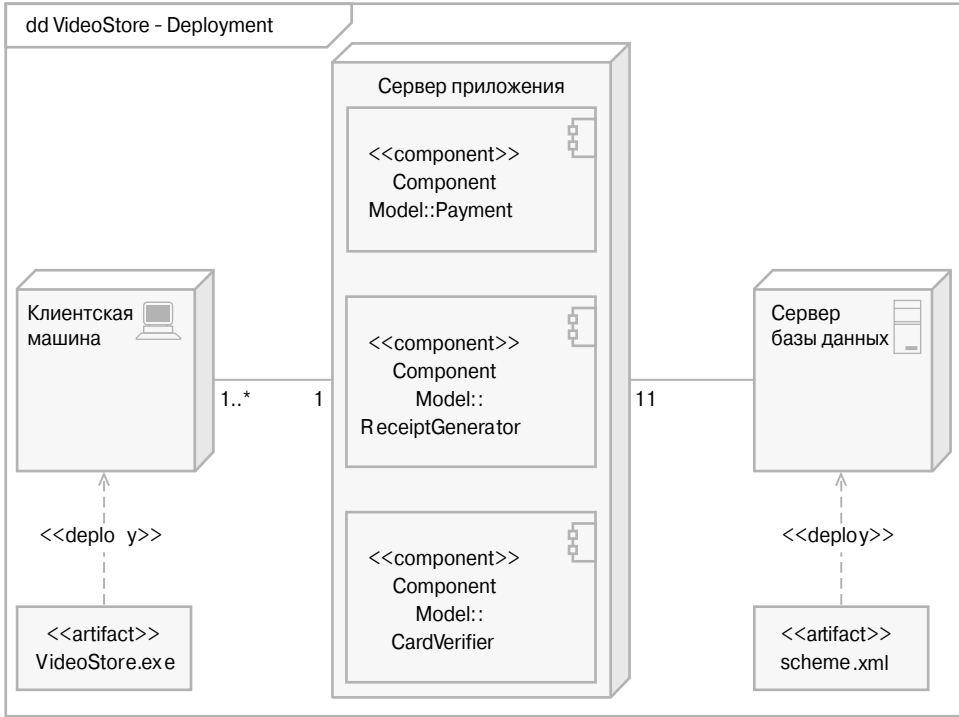 dd VideoStore - Deployment
Сервер приложения
<<component>>
Component
Model::Payment
Клиентская
машина
<<component>>
Component
Model::
ReceiptGenerator
Сервер
базы данных
1..*
1
11
<<deplo y>>
<<deploy>>
<<component>>
Component
Model::
CardVerifier
<<artifact>>
VideoStore.exe
<<artifact>>
scheme.xml